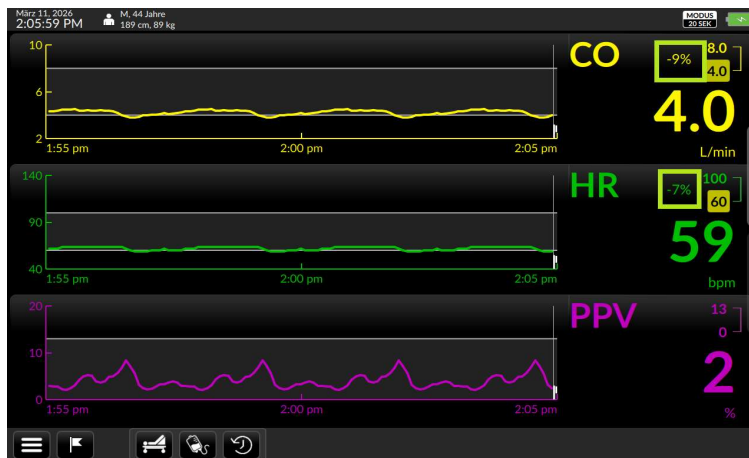 März 11, 2026
2:05:59 PM
M, 44 Jahre
189 cm, 89 kg
MODUS
20 SEK
10
6
2
1:55 pm
2:00 pm
2:05 pm
CO
-9%
8.0
4.0
4.0
L/min
140
90
40
1:55 pm
2:00 pm
2:05 pm
HR
-7%
100
60
59
bpm
20
10
0
1:55 pm
2:00 pm
2:05 pm
PPV
13
0
2
%